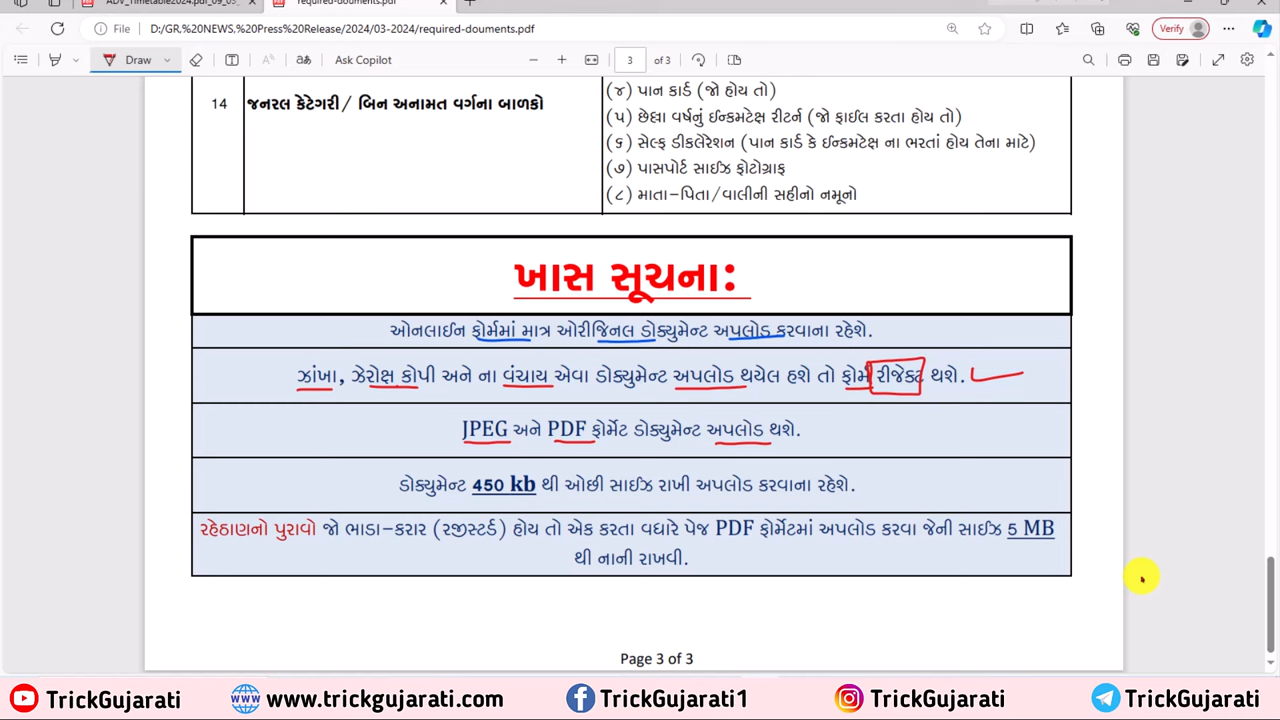 ADV_Timetable2024.pdf_09_03_
required-douments.pdf
File D:/GR,%20NEWS,%20Press%20Release/2024/03-2024/required-douments.pdf Verify
Draw aあ Ask Copilot 3 of 3
14 જનરલ કેટેગરી/ બિન અનામત વર્ગના બાળકો
(૪) પાન કાર્ડ (જો હોય તો)
(૫) છેલ્લા વર્ષનું ઈન્કમટેક્ષ રીટર્ન (જો ફાઈલ કરતા હોય તો)
(૬) સેલ્ફ ડીકલેરેશન (પાન કાર્ડ કે ઈન્કમટેક્ષ ના ભરતાં હોય તેના માટે)
(૭) પાસપોર્ટ સાઈઝ ફોટોગ્રાફ
(૮) માતા-પિતા/વાલીની સહીનો નમૂનો
ખાસ સૂચના:
ઓનલાઈન ફોર્મમાં માત્ર ઓરીજિનલ ડોક્યુમેન્ટ અપલોડ કરવાના રહેશે.
ઝાંખા, ઝેરોક્ષ કોપી અને ના વંચાય એવા ડોક્યુમેન્ટ અપલોડ થયેલ હશે તો ફોર્મ રીજેક્ટ થશે.
JPEG અને PDF ફોર્મેટ ડોક્યુમેન્ટ અપલોડ થશે.
ડોક્યુમેન્ટ 450 kb થી ઓછી સાઈઝ રાખી અપલોડ કરવાના રહેશે.
રહેઠાણનો પુરાવો જો ભાડા-કરાર (રજીસ્ટર્ડ) હોય તો એક કરતા વધારે પેજ PDF ફોર્મેટમાં અપલોડ કરવા જેની સાઈઝ 5 MB
થી નાની રાખવી.
Page 3 of 3
TrickGujarati www.trickgujarati.com TrickGujarati1 TrickGujarati TrickGujarati